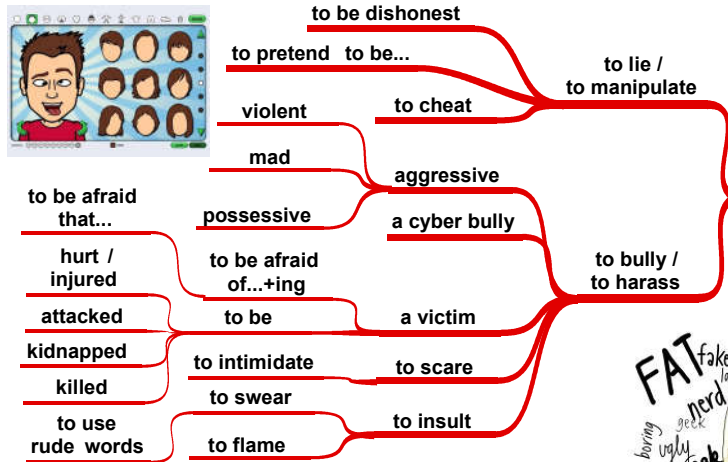 to be dishonest
to pretend to be...
to cheat
to lie /
to manipulate
violent
mad
possessive
aggressive
a cyber bully
to bully /
to harass
to be afraid
that...
to be afraid
of...+ing
hurt /
injured
attacked
kidnapped
killed
to be
a victim
to intimidate
to scare
to swear
to use
rude words
to flame
to insult
FAT
fake
nerd
geek
boring
ugly